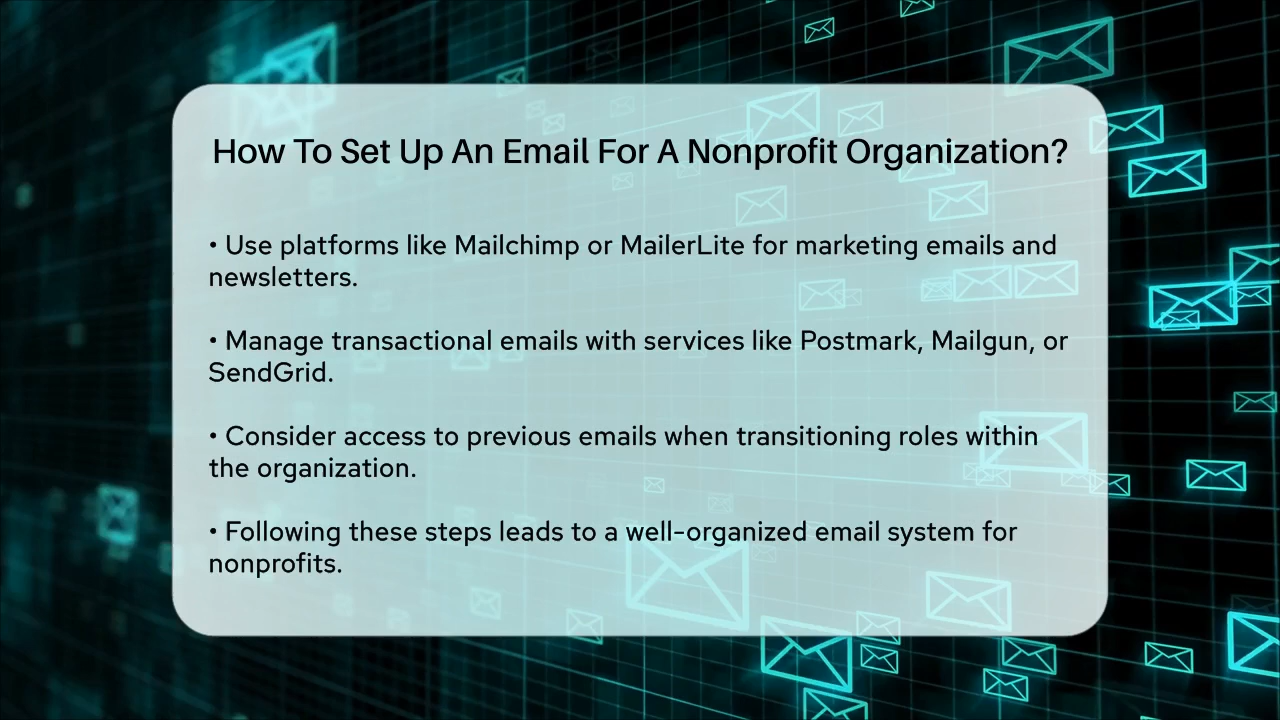 How To Set Up An Email For A Nonprofit Organization?
• Use platforms like Mailchimp or MailerLite for marketing emails and
newsletters.
• Manage transactional emails with services like Postmark, Mailgun, or
SendGrid.
• Consider access to previous emails when transitioning roles within
the organization.
• Following these steps leads to a well-organized email system for
nonprofits.